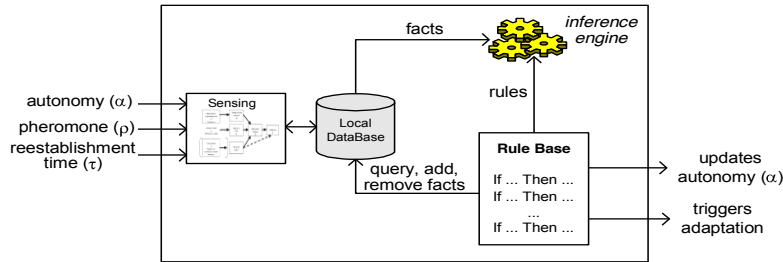 facts
inference
engine
autonomy (α)
pheromone (ρ)
reestablishment
time (τ)
Sensing
Local
DataBase
rules
query, add,
remove facts
Rule Base
If ... Then ...
If ... Then ...
...
If ... Then ...
updates
autonomy (α)
triggers
adaptation